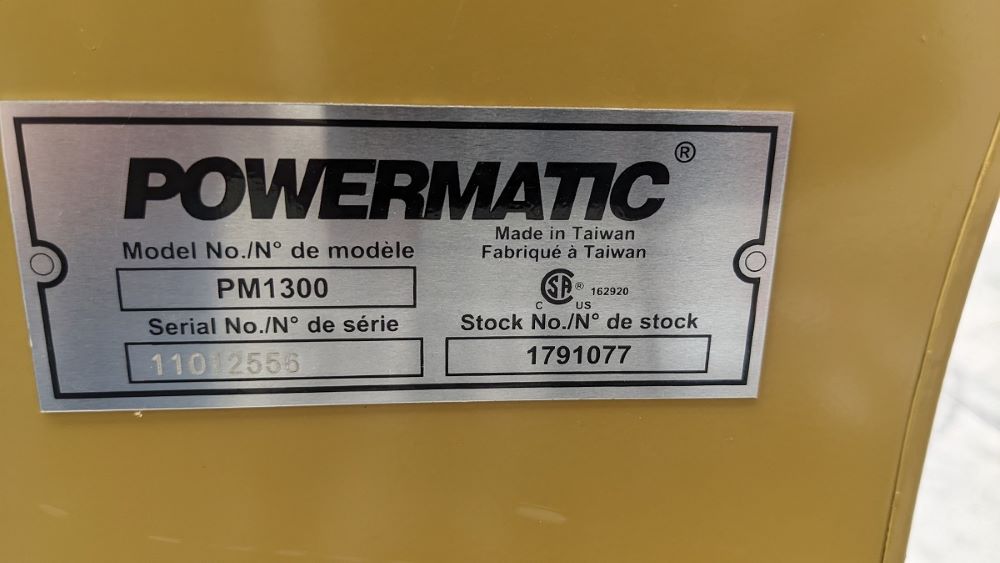 POWERMATIC®
Made in Taiwan
Fabriqué à Taiwan
Model No./N° de modèle
PM1300
CSA® 162920
C US
Serial No./N° de série
11012556
Stock No./N° de stock
1791077